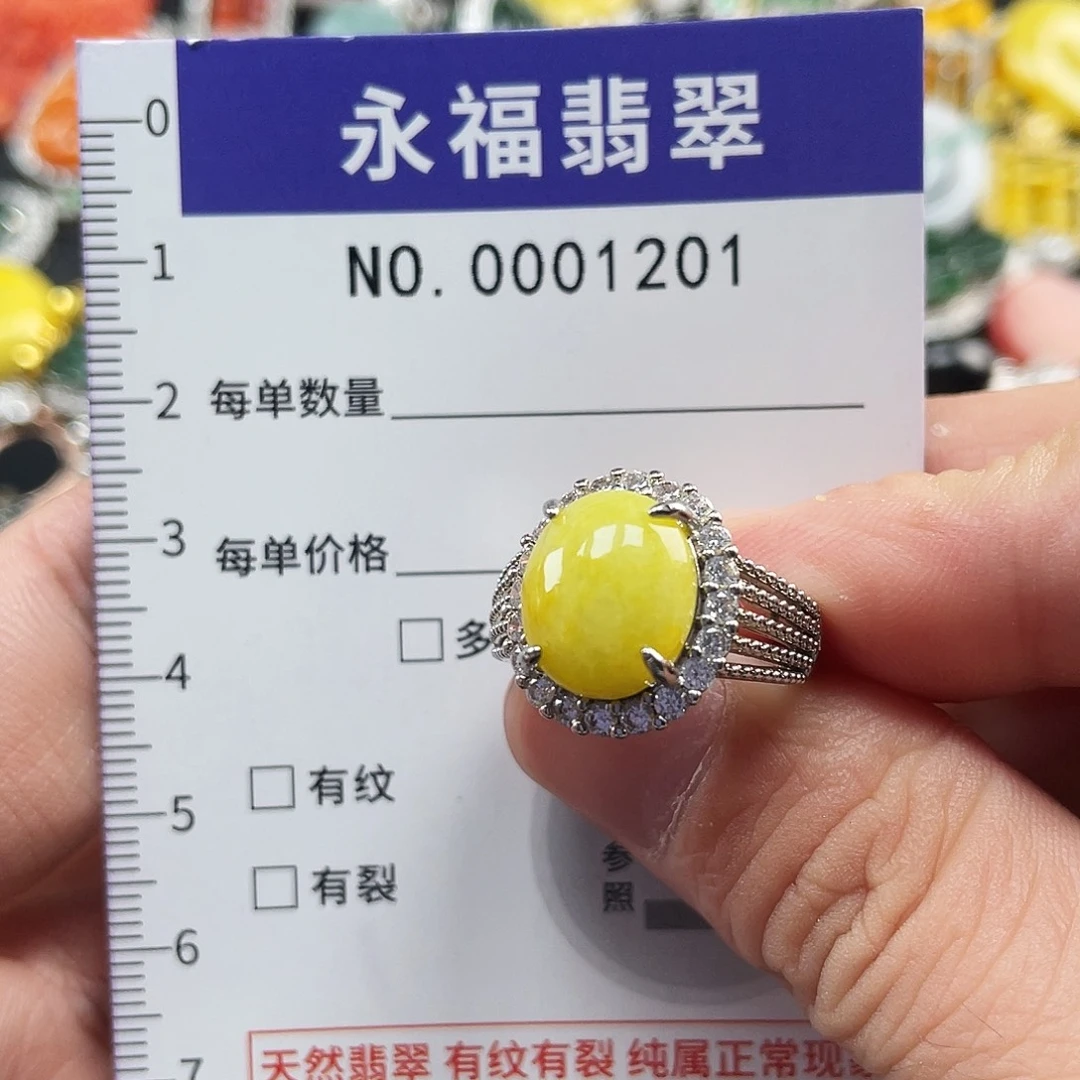 永福翡翠
NO.0001201
每单数量
每单价格
多
有纹
有裂
参
照
天然翡翠 有纹有裂 纯属正常现
0
1
2
3
4
5
6
7